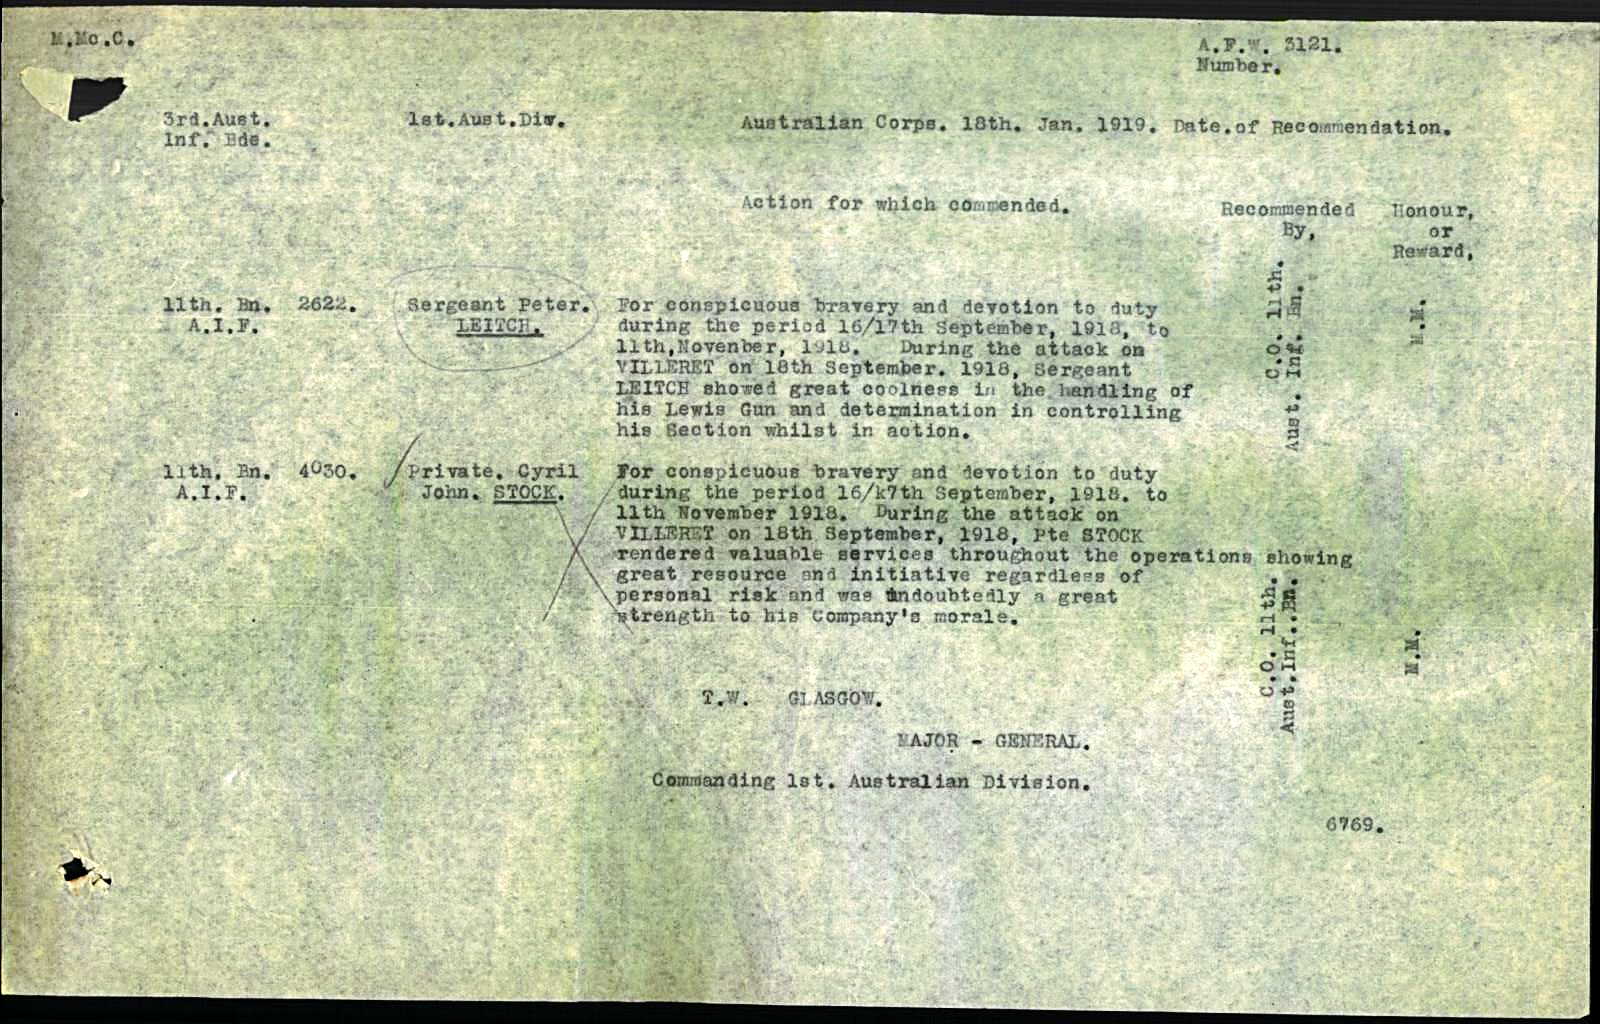 M.Mc.C.
A.F.W. 3121.
Number.
3rd.Aust. 1st.Aust.Div. Australian Corps. 18th. Jan. 1919. Date.of Recommendation.
Inf. Bde.
Action for which commended.
Recommended Honour,
By, or
Reward,
11th. Bn. 2622. Sergeant Peter. For conspicuous bravery and devotion to duty
A.I.F. LEITCH. during the period 16/17th September, 1918, to
11th,November, 1918. During the attack on
VILLERET on 18th September. 1918, Sergeant
LEITCH showed great coolness in the handling of
his Lewis Gun and determination in controlling
his Section whilst in action.
C.O. 11th.
Aust. Inf. Bn.
M.M.
11th. Bn. 4030. Private. Cyril For conspicuous bravery and devotion to duty
A.I.F. John. STOCK. during the period 16/k7th September, 1918. to
11th November 1918. During the attack on
VILLERET on 18th September, 1918, Pte STOCK
rendered valuable services throughout the operations showing
great resource and initiative regardless of
personal risk and was undoubtedly a great
strength to his Company's morale.
C.O. 11th.
Aust.Inf..Bn.
M.M.
T.W. GLASGOW.
MAJOR - GENERAL.
Commanding 1st. Australian Division.
6769.